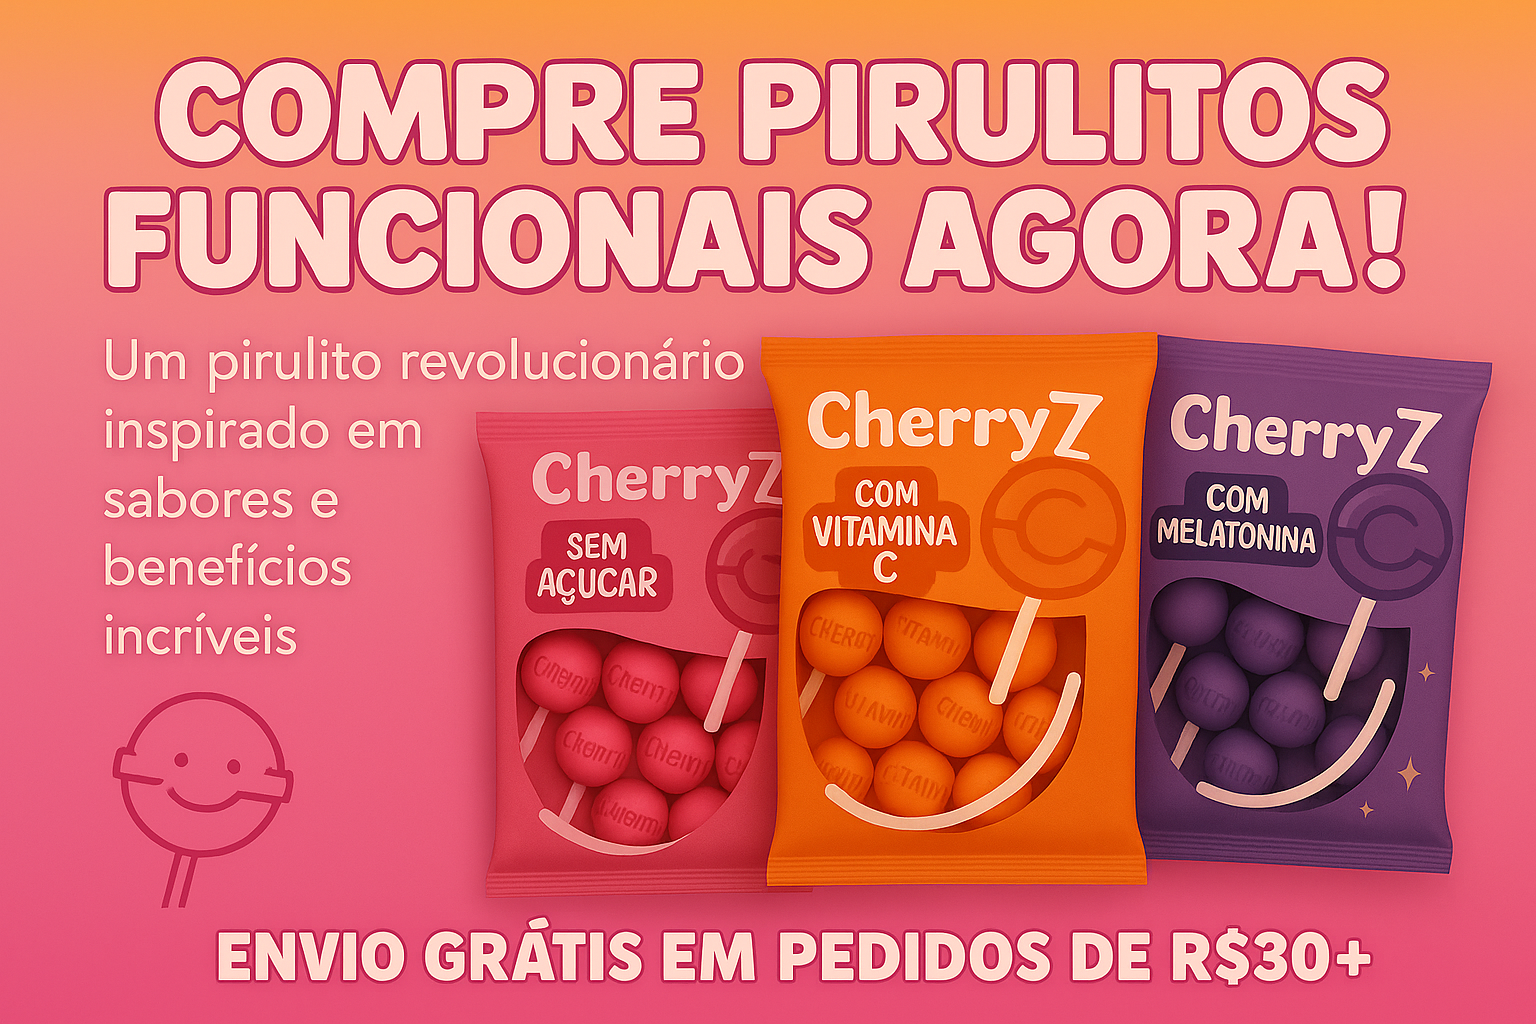 COMPRE PIRULITOS
FUNCIONAIS AGORA!
Um pirulito revolucionário
inspirado em
sabores e
benefícios
incríveis
CherryZ
SEM
AÇUCAR
CherryZ
COM
VITAMINA
C
CherryZ
COM
MELATONINA
ENVIO GRÁTIS EM PEDIDOS DE R$30+